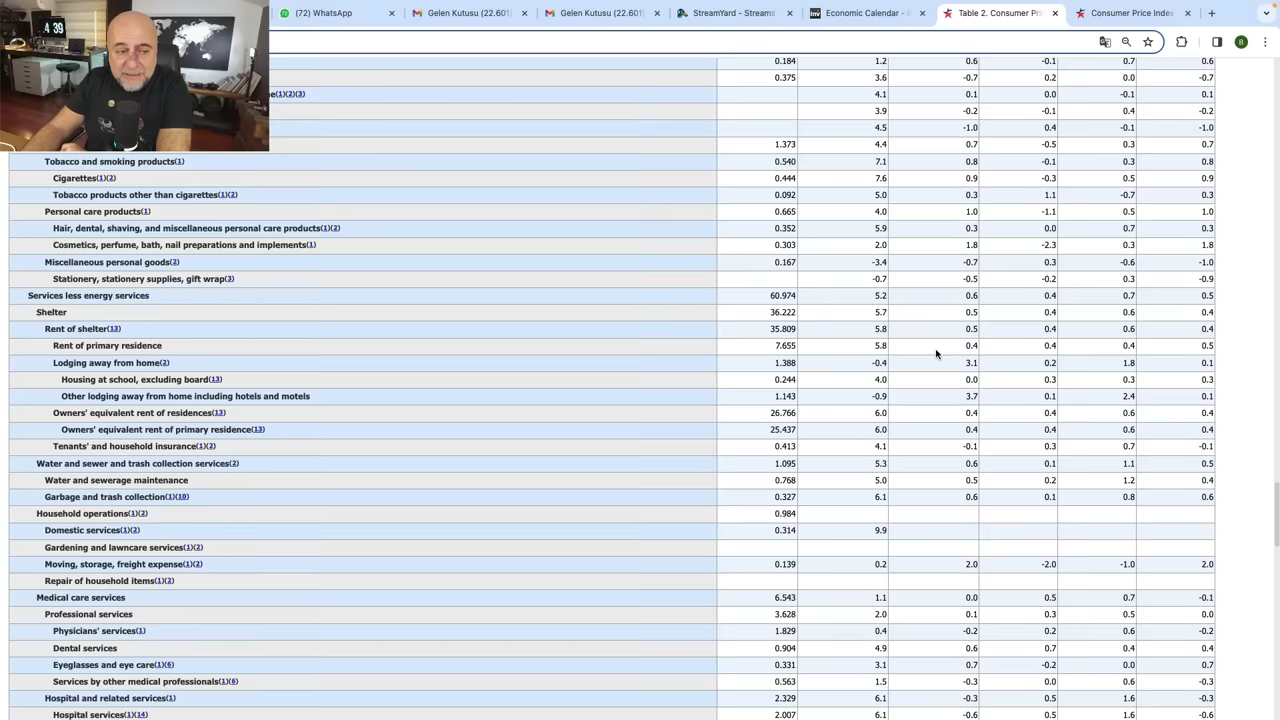 (72) WhatsApp
Gelen Kutusu (22.601)
Gelen Kutusu (22.601)
StreamYard -
Economic Calendar -
Table 2. Consumer Pri
Consumer Price Index
4 39
B
0.184 1.2 0.6 -0.1 0.7 0.6
0.375 3.6 -0.7 0.2 0.0 -0.7
e(1)(2)(3) 4.1 0.1 0.0 -0.1 0.1
3.9 -0.2 -0.1 0.4 -0.2
4.5 -1.0 0.4 -0.1 -1.0
1.373 4.4 0.7 -0.5 0.3 0.7
Tobacco and smoking products(1) 0.540 7.1 0.8 -0.1 0.3 0.8
Cigarettes(1)(2) 0.444 7.6 0.9 -0.3 0.5 0.9
Tobacco products other than cigarettes(1)(2) 0.092 5.0 0.3 1.1 -0.7 0.3
Personal care products(1) 0.665 4.0 1.0 -1.1 0.5 1.0
Hair, dental, shaving, and miscellaneous personal care products(1)(2) 0.352 5.9 0.3 0.0 0.7 0.3
Cosmetics, perfume, bath, nail preparations and implements(1) 0.303 2.0 1.8 -2.3 0.3 1.8
Miscellaneous personal goods(2) 0.167 -3.4 -0.7 0.3 -0.6 -1.0
Stationery, stationery supplies, gift wrap(3) -0.7 -0.5 -0.2 0.3 -0.9
Services less energy services 60.974 5.2 0.6 0.4 0.7 0.5
Shelter 36.222 5.7 0.5 0.4 0.6 0.4
Rent of shelter(13) 35.809 5.8 0.5 0.4 0.6 0.4
Rent of primary residence 7.655 5.8 0.4 0.4 0.4 0.5
Lodging away from home(2) 1.388 -0.4 3.1 0.2 1.8 0.1
Housing at school, excluding board(13) 0.244 4.0 0.0 0.3 0.3 0.3
Other lodging away from home including hotels and motels 1.143 -0.9 3.7 0.1 2.4 0.1
Owners' equivalent rent of residences(13) 26.766 6.0 0.4 0.4 0.6 0.4
Owners' equivalent rent of primary residence(13) 25.437 6.0 0.4 0.4 0.6 0.4
Tenants' and household insurance(1)(2) 0.413 4.1 -0.1 0.3 0.7 -0.1
Water and sewer and trash collection services(2) 1.095 5.3 0.6 0.1 1.1 0.5
Water and sewerage maintenance 0.768 5.0 0.5 0.2 1.2 0.4
Garbage and trash collection(1)(10) 0.327 6.1 0.6 0.1 0.8 0.6
Household operations(1)(2) 0.984
Domestic services(1)(2) 0.314 9.9
Gardening and lawncare services(1)(2)
Moving, storage, freight expense(1)(2) 0.139 0.2 2.0 -2.0 -1.0 2.0
Repair of household items(1)(2)
Medical care services 6.543 1.1 0.0 0.5 0.7 -0.1
Professional services 3.628 2.0 0.1 0.3 0.5 0.0
Physicians' services(1) 1.829 0.4 -0.2 0.2 0.6 -0.2
Dental services 0.904 4.9 0.6 0.7 0.4 0.4
Eyeglasses and eye care(1)(6) 0.331 3.1 0.7 -0.2 0.0 0.7
Services by other medical professionals(1)(6) 0.563 1.5 -0.3 0.0 0.6 -0.3
Hospital and related services(1) 2.329 6.1 -0.3 0.5 1.6 -0.3
Hospital services(1)(14) 2.007 6.1 -0.6 0.5 1.6 -0.6